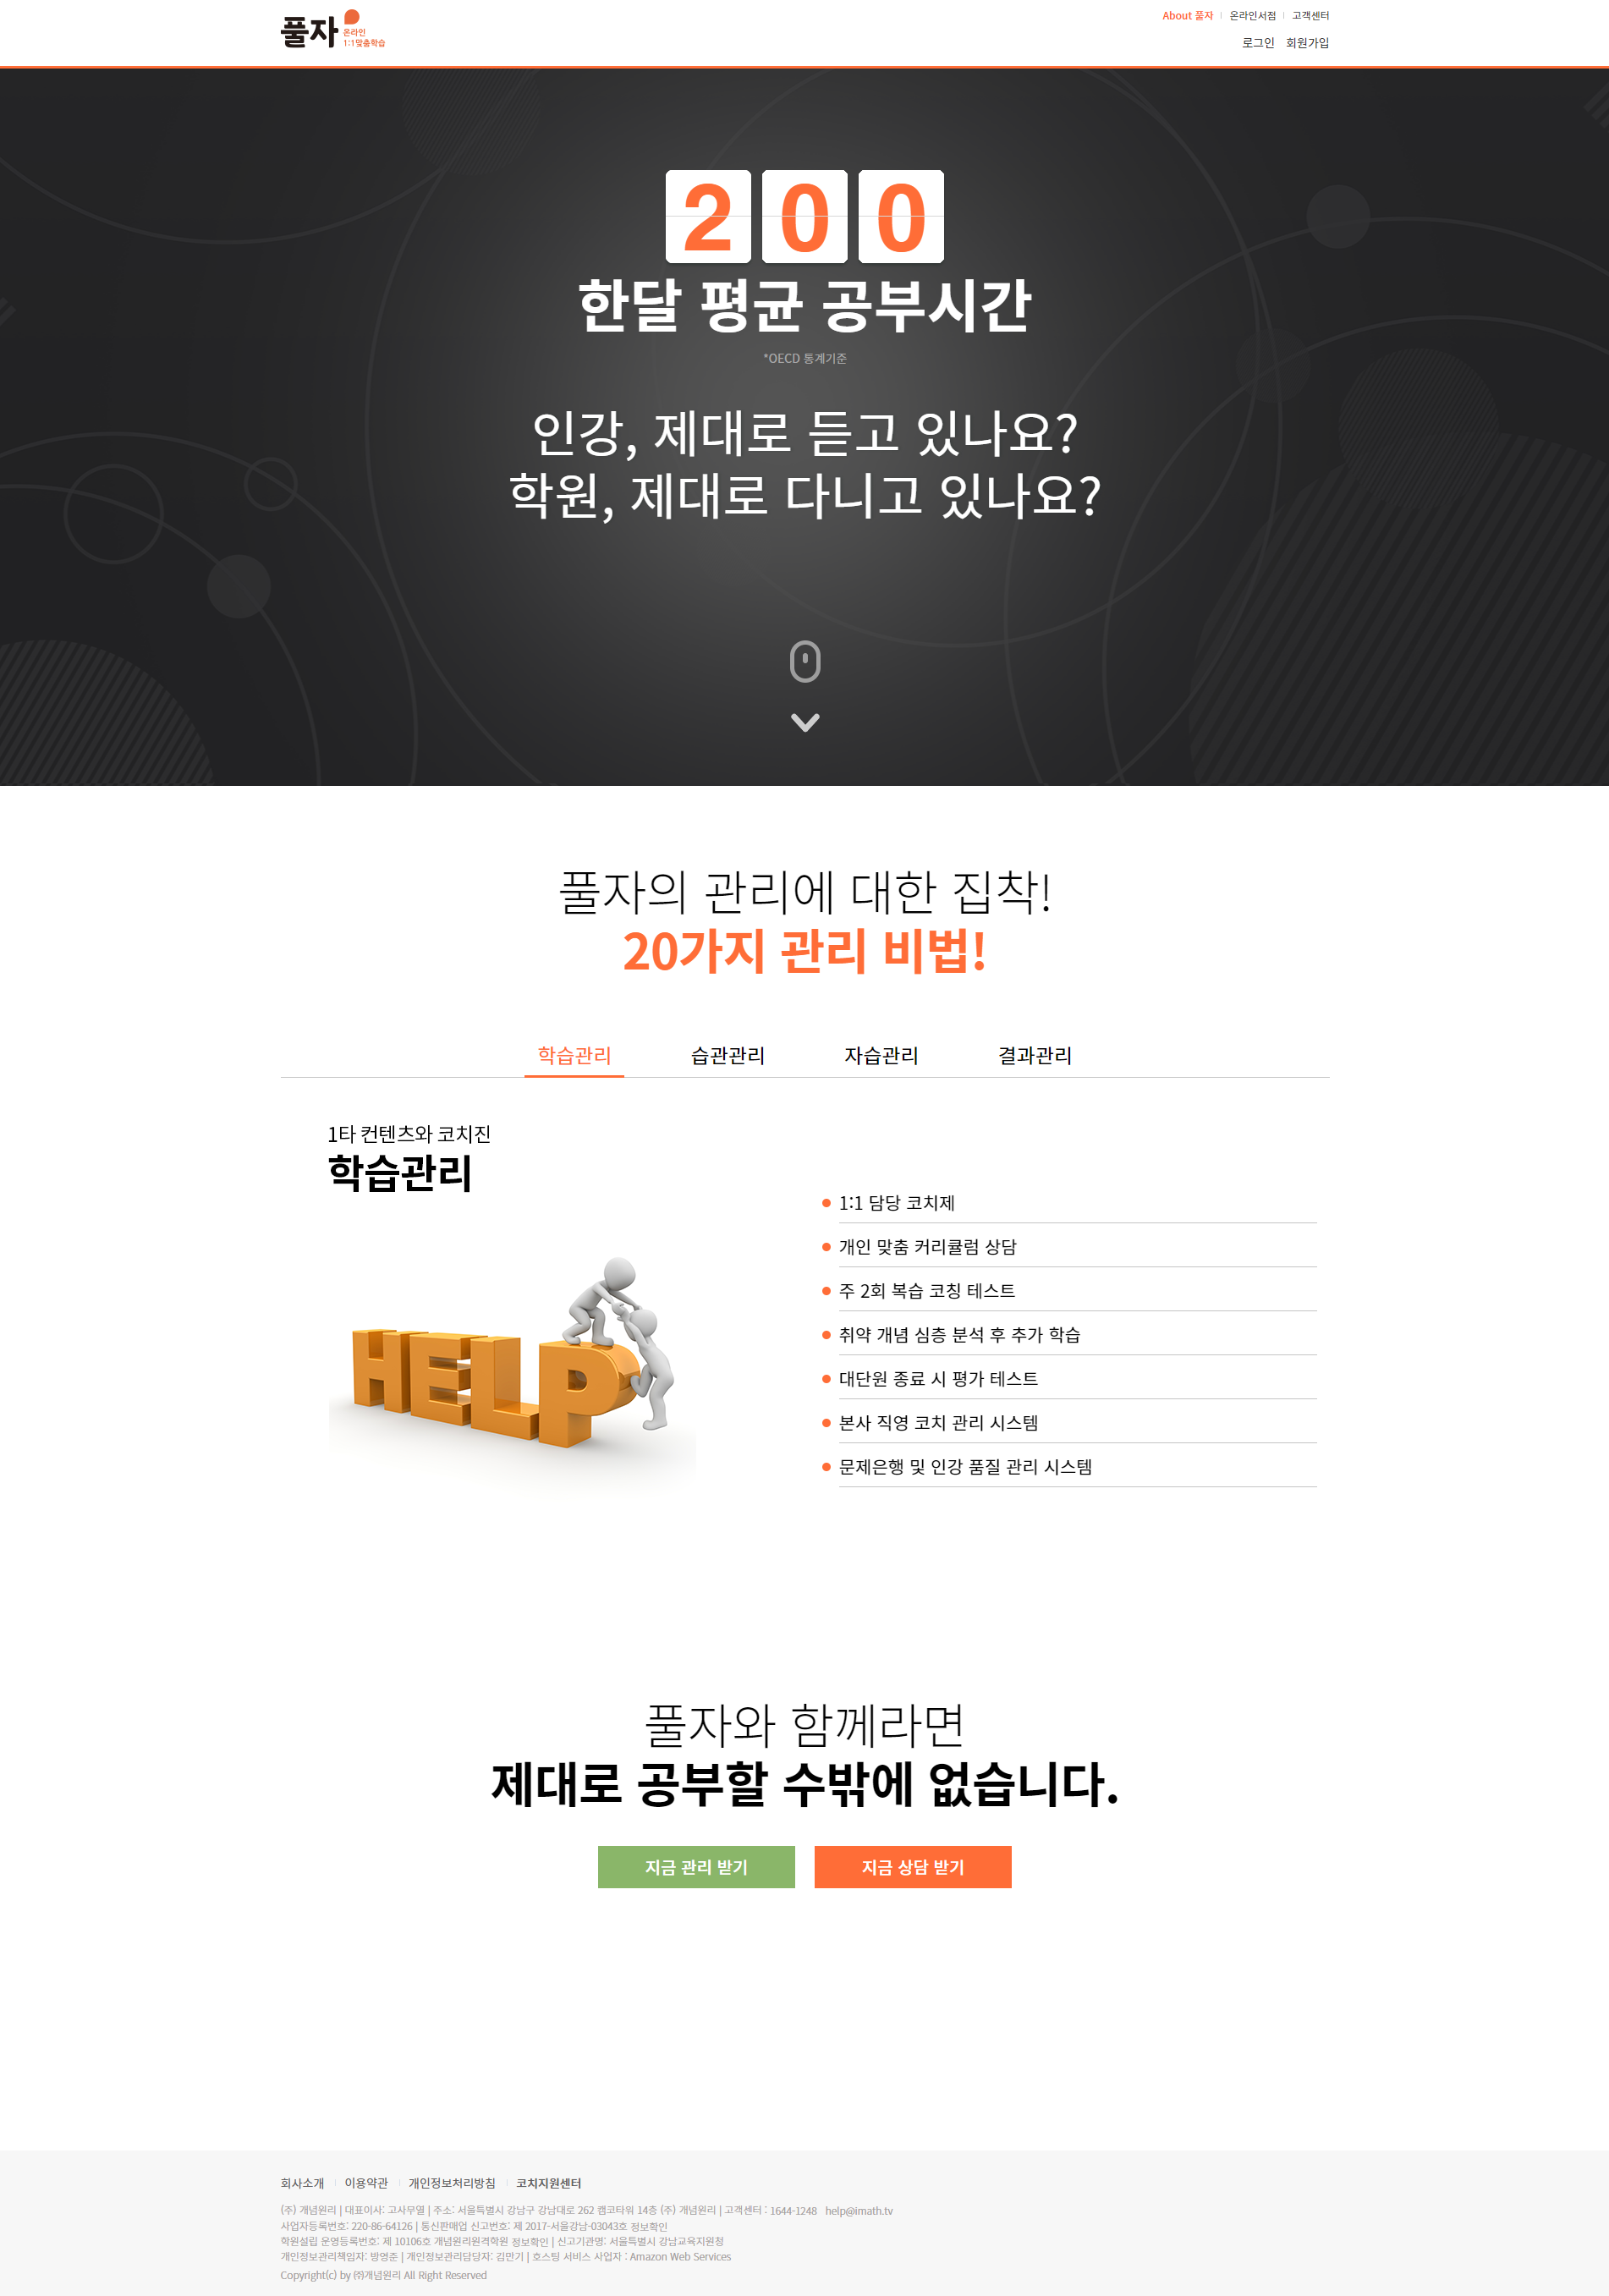 풀자
온라인
1:1맞춤학습
About 풀자
온라인서점
고객센터
로그인
회원가입
200
한달 평균 공부시간
*OECD 통계기준
인강, 제대로 듣고 있나요?
학원, 제대로 다니고 있나요?
풀자의 관리에 대한 집착!
20가지 관리 비법!
학습관리
습관관리
자습관리
결과관리
1타 컨텐츠와 코치진
학습관리
HELP
1:1 담당 코치제
개인 맞춤 커리큘럼 상담
주 2회 복습 코칭 테스트
취약 개념 심층 분석 후 추가 학습
대단원 종료 시 평가 테스트
본사 직영 코치 관리 시스템
문제은행 및 인강 품질 관리 시스템
풀자와 함께라면
제대로 공부할 수밖에 없습니다.
지금 관리 받기
지금 상담 받기
회사소개
이용약관
개인정보처리방침
코치지원센터
(주) 개념원리 | 대표이사: 고사무열 | 주소: 서울특별시 강남구 강남대로 262 캠코타워 14층 (주) 개념원리 | 고객센터 : 1644-1248 help@imath.tv
사업자등록번호: 220-86-64126 | 통신판매업 신고번호: 제 2017-서울강남-03043호 정보확인
학원설립 운영등록번호: 제 10106호 개념원리원격학원 정보확인 | 신고기관명: 서울특별시 강남교육지원청
개인정보관리책임자: 방영준 | 개인정보관리담당자: 김만기 | 호스팅 서비스 사업자 : Amazon Web Services
Copyright(c) by ㈜개념원리 All Right Reserved